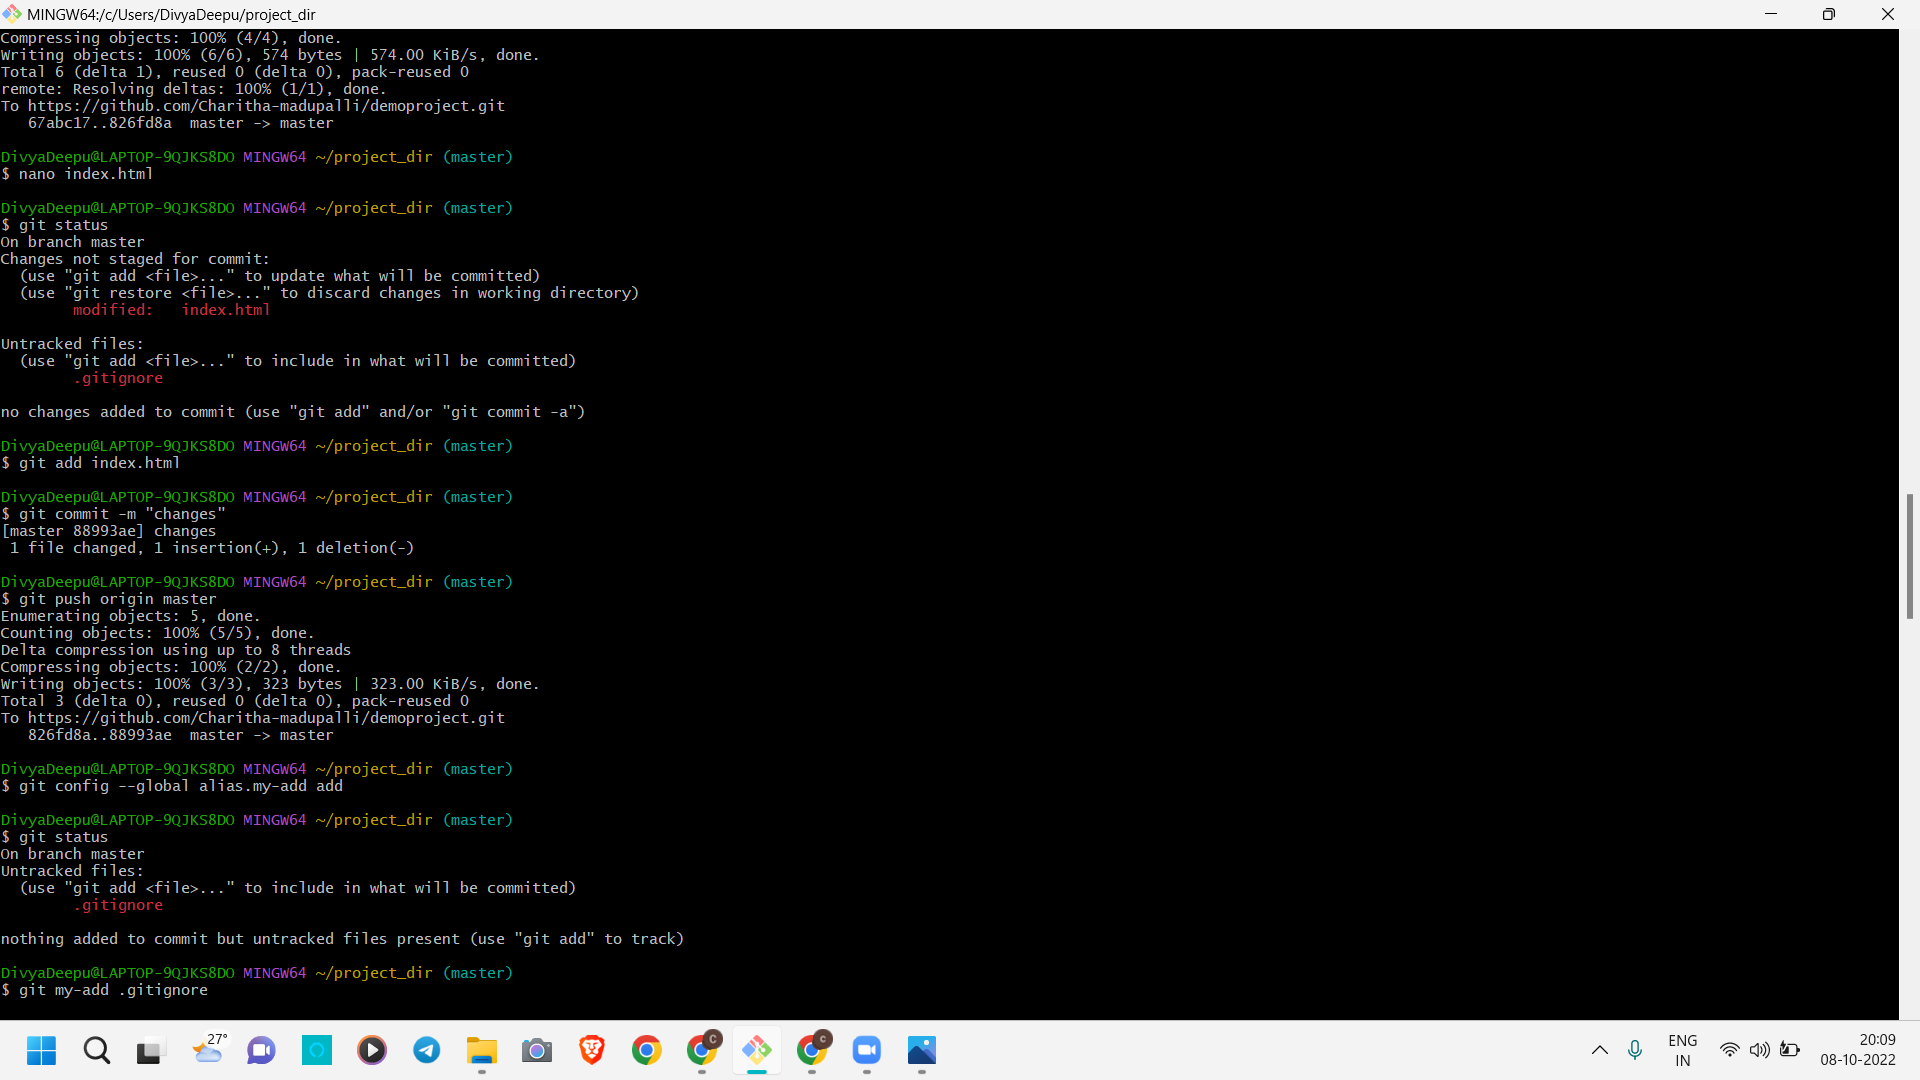 MINGW64:/c/Users/DivyaDeepu/project_dir
Compressing objects: 100% (4/4), done.
Writing objects: 100% (6/6), 574 bytes | 574.00 KiB/s, done.
Total 6 (delta 1), reused 0 (delta 0), pack-reused 0
remote: Resolving deltas: 100% (1/1), done.
To https://github.com/Charitha-madupalli/demoproject.git
   67abc17..826fd8a  master -> master

DivyaDeepu@LAPTOP-9QJKS8DO MINGW64 ~/project_dir (master)
$ nano index.html

DivyaDeepu@LAPTOP-9QJKS8DO MINGW64 ~/project_dir (master)
$ git status
On branch master
Changes not staged for commit:
  (use "git add <file>..." to update what will be committed)
  (use "git restore <file>..." to discard changes in working directory)
        modified:   index.html

Untracked files:
  (use "git add <file>..." to include in what will be committed)
        .gitignore

no changes added to commit (use "git add" and/or "git commit -a")

DivyaDeepu@LAPTOP-9QJKS8DO MINGW64 ~/project_dir (master)
$ git add index.html

DivyaDeepu@LAPTOP-9QJKS8DO MINGW64 ~/project_dir (master)
$ git commit -m "changes"
[master 88993ae] changes
 1 file changed, 1 insertion(+), 1 deletion(-)

DivyaDeepu@LAPTOP-9QJKS8DO MINGW64 ~/project_dir (master)
$ git push origin master
Enumerating objects: 5, done.
Counting objects: 100% (5/5), done.
Delta compression using up to 8 threads
Compressing objects: 100% (2/2), done.
Writing objects: 100% (3/3), 323 bytes | 323.00 KiB/s, done.
Total 3 (delta 0), reused 0 (delta 0), pack-reused 0
To https://github.com/Charitha-madupalli/demoproject.git
   826fd8a..88993ae  master -> master

DivyaDeepu@LAPTOP-9QJKS8DO MINGW64 ~/project_dir (master)
$ git config --global alias.my-add add

DivyaDeepu@LAPTOP-9QJKS8DO MINGW64 ~/project_dir (master)
$ git status
On branch master
Untracked files:
  (use "git add <file>..." to include in what will be committed)
        .gitignore

nothing added to commit but untracked files present (use "git add" to track)

DivyaDeepu@LAPTOP-9QJKS8DO MINGW64 ~/project_dir (master)
$ git my-add .gitignore
27°
C
C
ENG
IN
20:09
08-10-2022